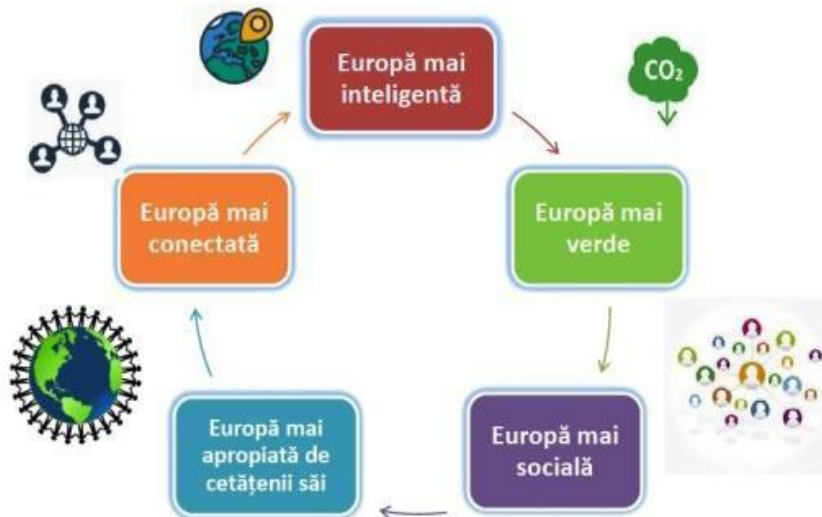 Europă mai
inteligentă
CO₂
Europă mai
conectată
Europă mai
verde
Europă mai
apropiată de
cetățenii săi
Europă mai
socială